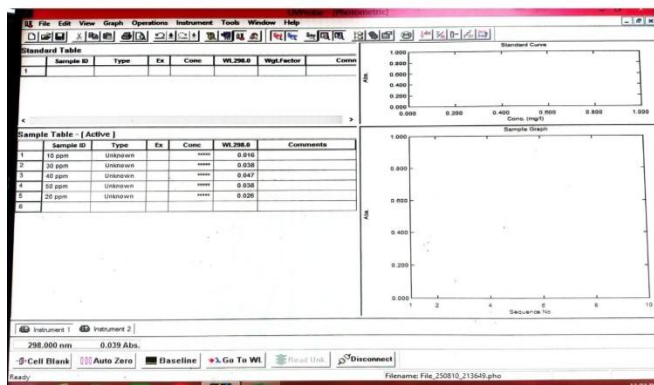 UVProbe - [Photometric]
File Edit View Graph Operations Instrument Tools Window Help
Standard Table
Sample ID Type Ex Conc WL298.0 Wgt.Factor Comm
1
Standard Curve
Abs.
1.000
0.800
0.600
0.400
0.200
0.000
0.000 0.200 0.400 0.600 0.800 1.000
Conc. (mg/l)
Sample Table - [ Active ]
Sample ID Type Ex Conc WL298.0 Comments
1 10 ppm Unknown ***** 0.016
2 30 ppm Unknown ***** 0.038
3 40 ppm Unknown ***** 0.047
4 50 ppm Unknown ***** 0.038
5 20 ppm Unknown ***** 0.026
6
Sample Graph
Abs.
1.000
0.800
0.600
0.400
0.200
0.000
1 2 4 6 8 10
Sequence No
Instrument 1 Instrument 2
298.000 nm 0.039 Abs.
Cell Blank Auto Zero Baseline Go To WL Read Unk. Disconnect
Ready Filename: File_250810_213649.pho